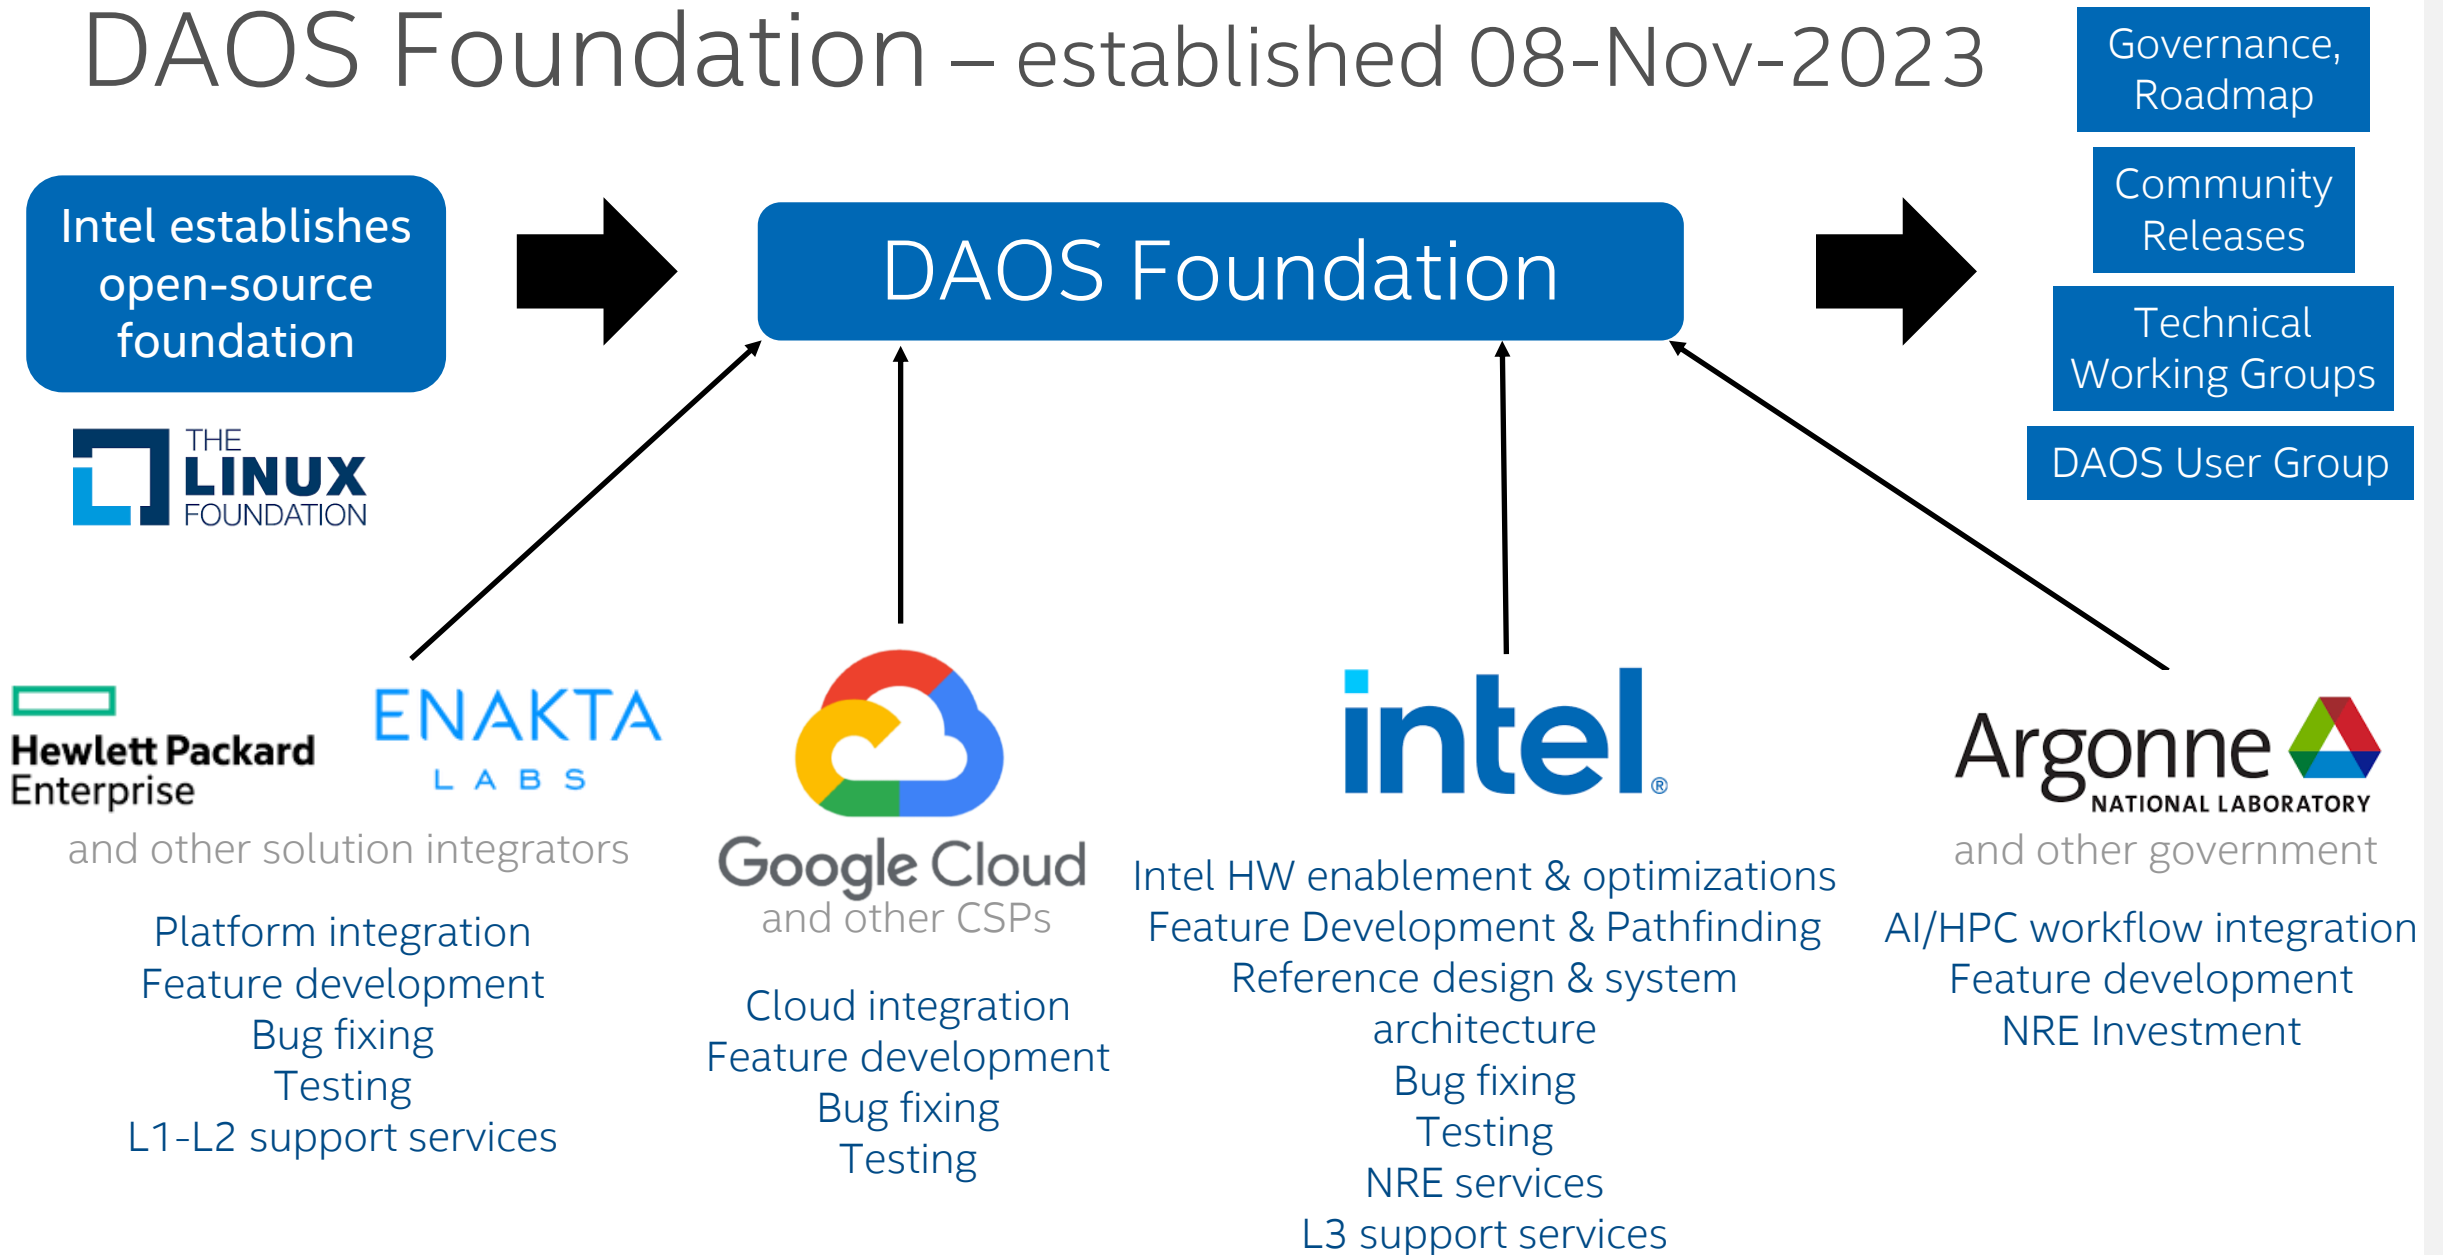 DAOS Foundation – established 08-Nov-2023
Governance,
Roadmap
Community
Releases
Technical
Working Groups
DAOS User Group
Intel establishes
open-source
foundation
DAOS Foundation
THE
LINUX
FOUNDATION
Hewlett Packard
Enterprise
ENAKTA
LABS
and other solution integrators
Platform integration
Feature development
Bug fixing
Testing
L1-L2 support services
Google Cloud
and other CSPs
Cloud integration
Feature development
Bug fixing
Testing
intel®
Intel HW enablement & optimizations
Feature Development & Pathfinding
Reference design & system
architecture
Bug fixing
Testing
NRE services
L3 support services
Argonne
NATIONAL LABORATORY
and other government
AI/HPC workflow integration
Feature development
NRE Investment